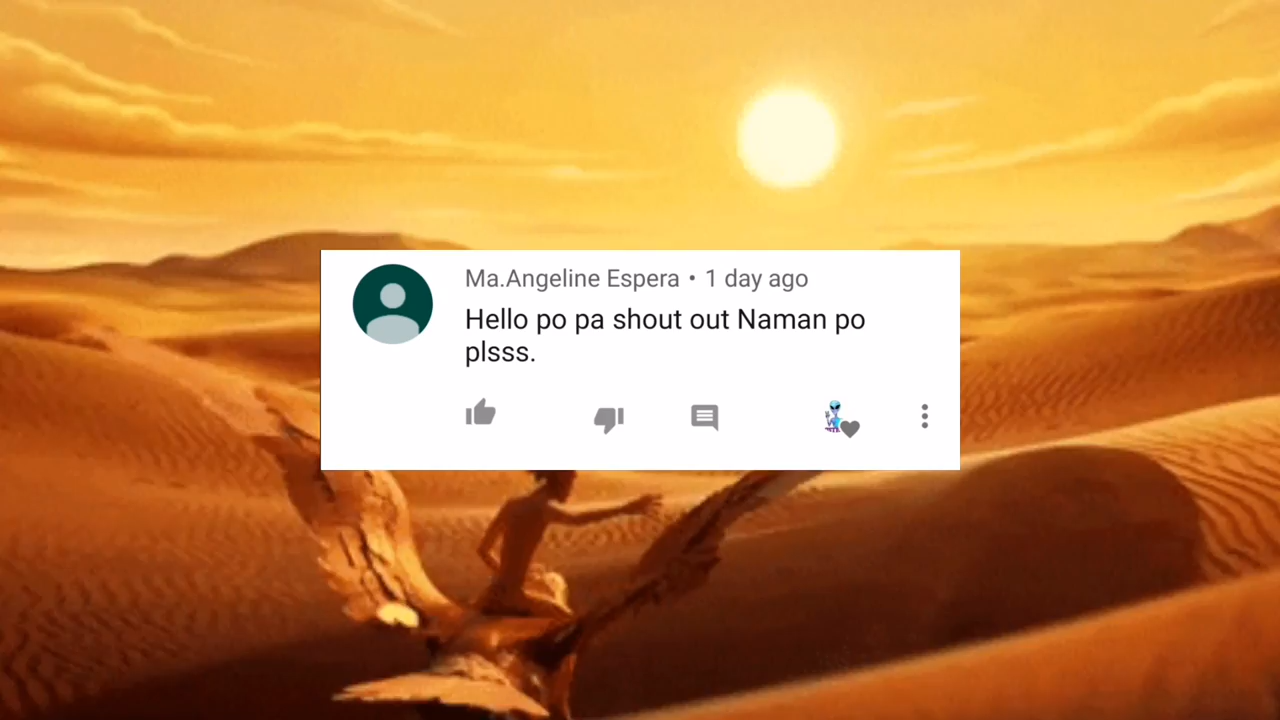 Ma.Angeline Espera • 1 day ago
Hello po pa shout out Naman po
plsss.